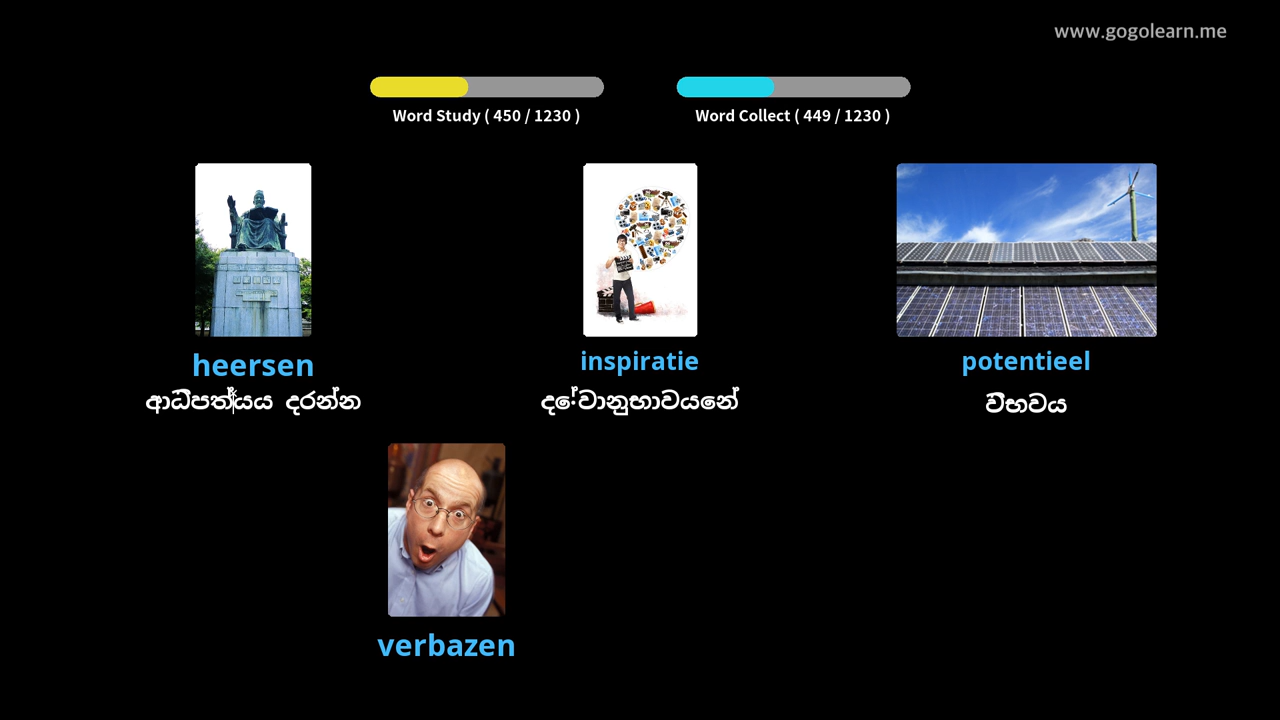 www.gogolearn.me
Word Study ( 450 / 1230 )
Word Collect ( 449 / 1230 )
heersen
ආධිපත්‍යය දරන්න
inspiratie
දේවානුභාවයනේ
potentieel
විභවය
verbazen